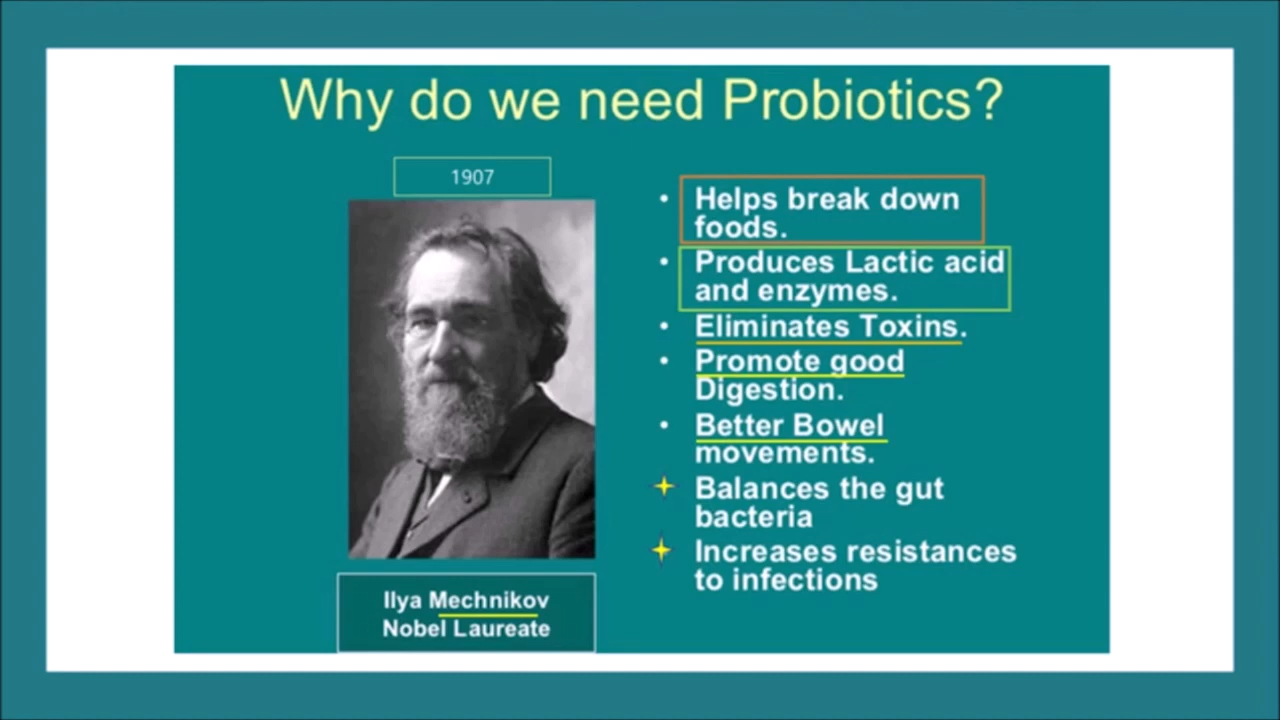 Why do we need Probiotics?
1907
Ilya Mechnikov
Nobel Laureate
• Helps break down
foods.
• Produces Lactic acid
and enzymes.
• Eliminates Toxins.
• Promote good
Digestion.
• Better Bowel
movements.
Balances the gut
bacteria
Increases resistances
to infections